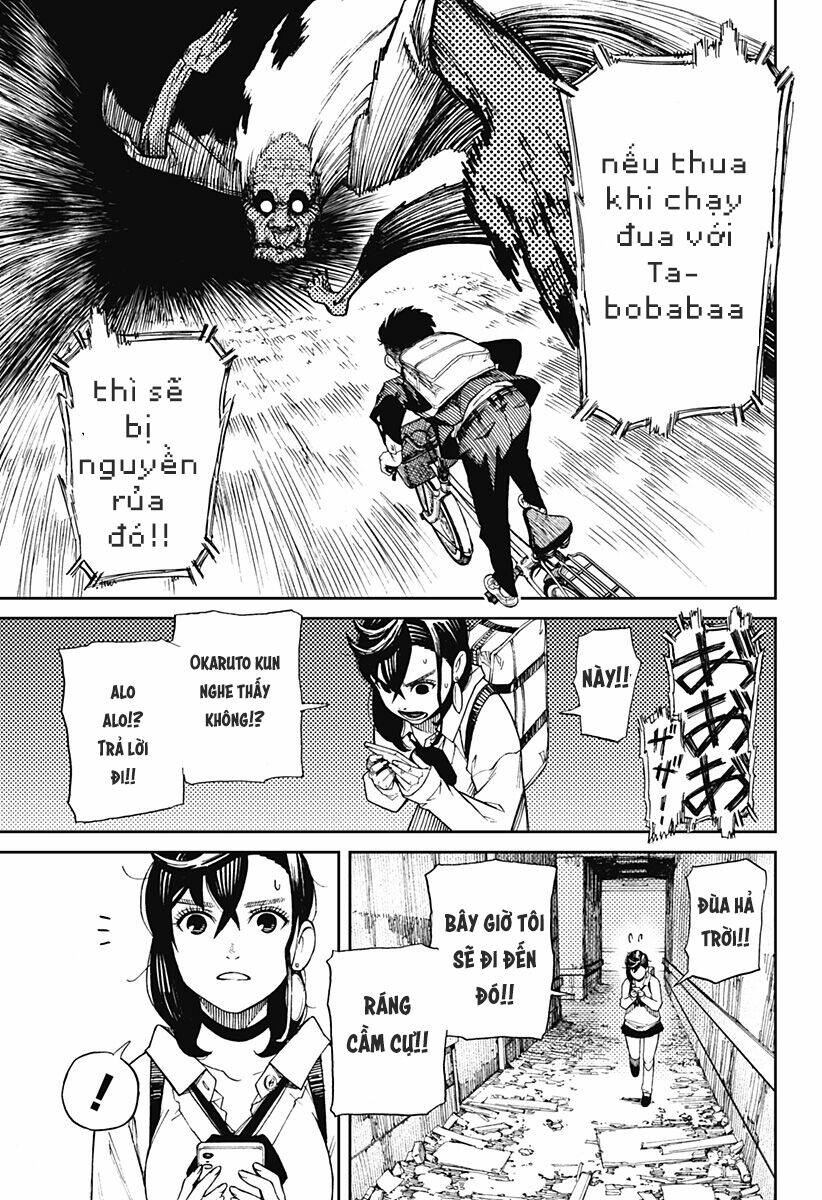 nếu thua
khi chạy
đua với
Ta-
bobabaa
thì sẽ
bị
nguyền
rủa
đó!!
あ゙あ゙あ゙
ザザー
NÀY!!
OKARUTO KUN
NGHE THẤY
KHÔNG!?
ALO
ALO!?
TRẢ LỜI
ĐI!!
ĐÙA HẢ
TRỜI!!
BÂY GIỜ TÔI
SẼ ĐI ĐẾN
ĐÓ!!
RÁNG
CẦM CỰ!!
!